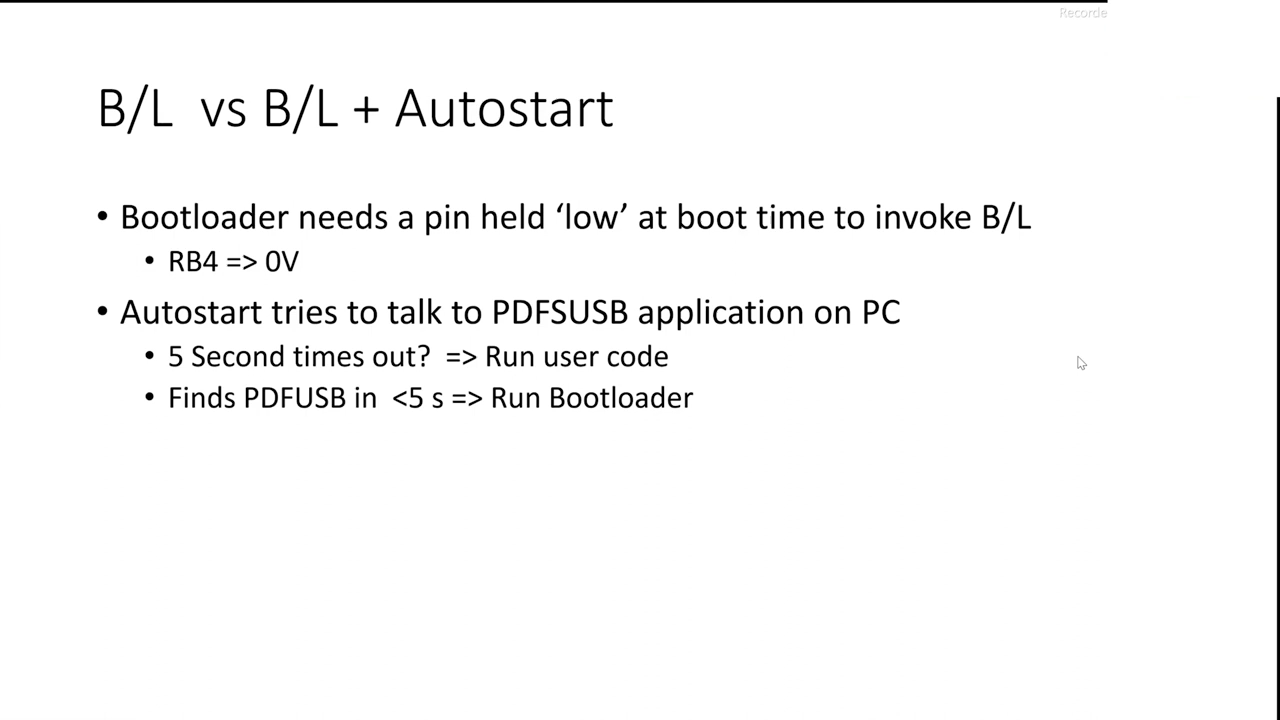 Recorde
B/L vs B/L + Autostart
• Bootloader needs a pin held ‘low’ at boot time to invoke B/L
• RB4 => 0V
• Autostart tries to talk to PDFSUSB application on PC
• 5 Second times out? => Run user code
• Finds PDFUSB in <5 s => Run Bootloader